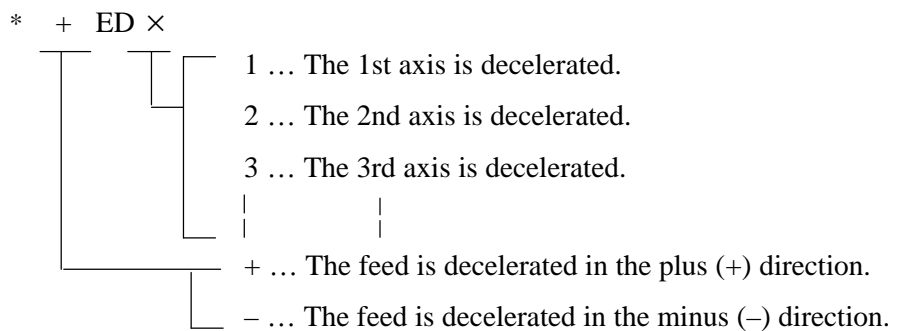 * + ED ×
1 … The 1st axis is decelerated.
2 … The 2nd axis is decelerated.
3 … The 3rd axis is decelerated.
+ … The feed is decelerated in the plus (+) direction.
– … The feed is decelerated in the minus (–) direction.